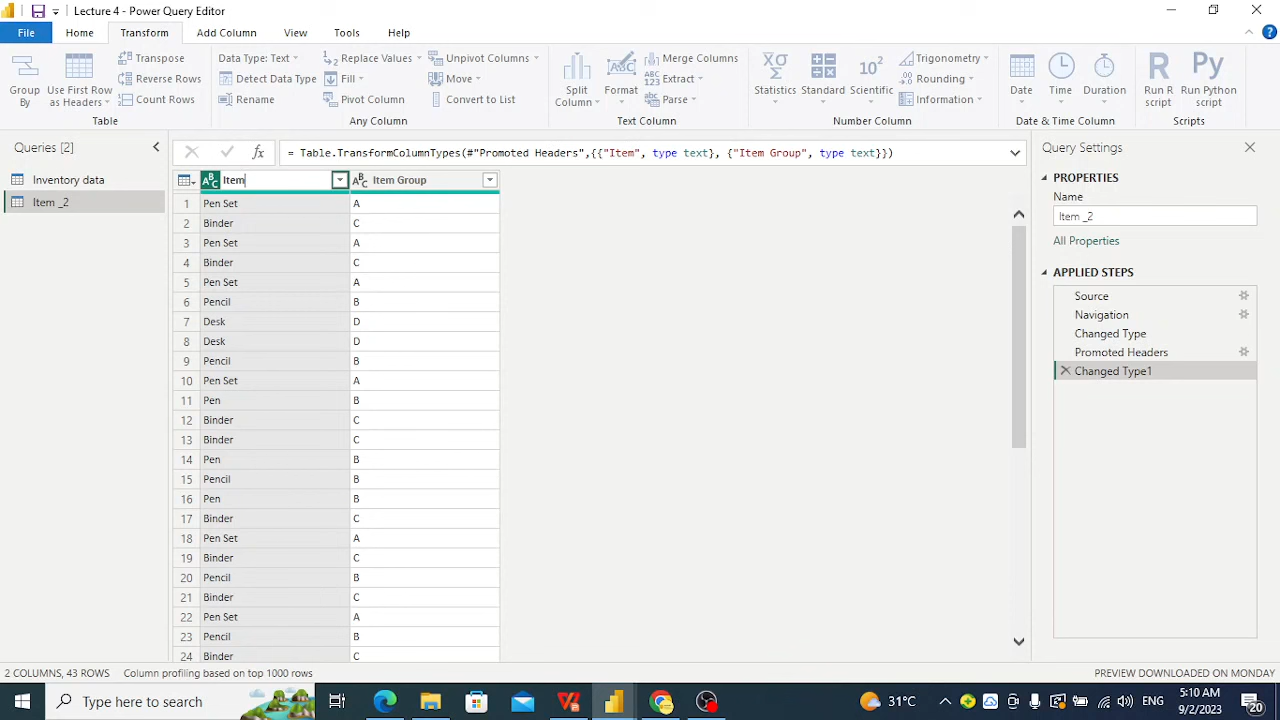 Lecture 4 - Power Query Editor
File Home Transform Add Column View Tools Help
Group By
Use First Row as Headers
Transpose
Reverse Rows
Count Rows
Table
Data Type: Text
Detect Data Type
Rename
Replace Values
Fill
Pivot Column
Unpivot Columns
Move
Convert to List
Any Column
Split Column
Format
Merge Columns
Extract
Parse
Text Column
Statistics
Standard
Scientific
Trigonometry
Rounding
Information
Number Column
Date
Time
Duration
Date & Time Column
Run R script
Run Python script
Scripts
Queries [2]
Inventory data
Item _2
= Table.TransformColumnTypes(#"Promoted Headers",{{"Item", type text}, {"Item Group", type text}})
Item Item Group
1 Pen Set A
2 Binder C
3 Pen Set A
4 Binder C
5 Pen Set A
6 Pencil B
7 Desk D
8 Desk D
9 Pencil B
10 Pen Set A
11 Pen B
12 Binder C
13 Binder C
14 Pen B
15 Pencil B
16 Pen B
17 Binder C
18 Pen Set A
19 Binder C
20 Pencil B
21 Binder C
22 Pen Set A
23 Pencil B
24 Binder C
Query Settings
PROPERTIES
Name
Item _2
All Properties
APPLIED STEPS
Source
Navigation
Changed Type
Promoted Headers
Changed Type1
2 COLUMNS, 43 ROWS Column profiling based on top 1000 rows
PREVIEW DOWNLOADED ON MONDAY
Type here to search
31°C
ENG
5:10 AM
9/2/2023
20